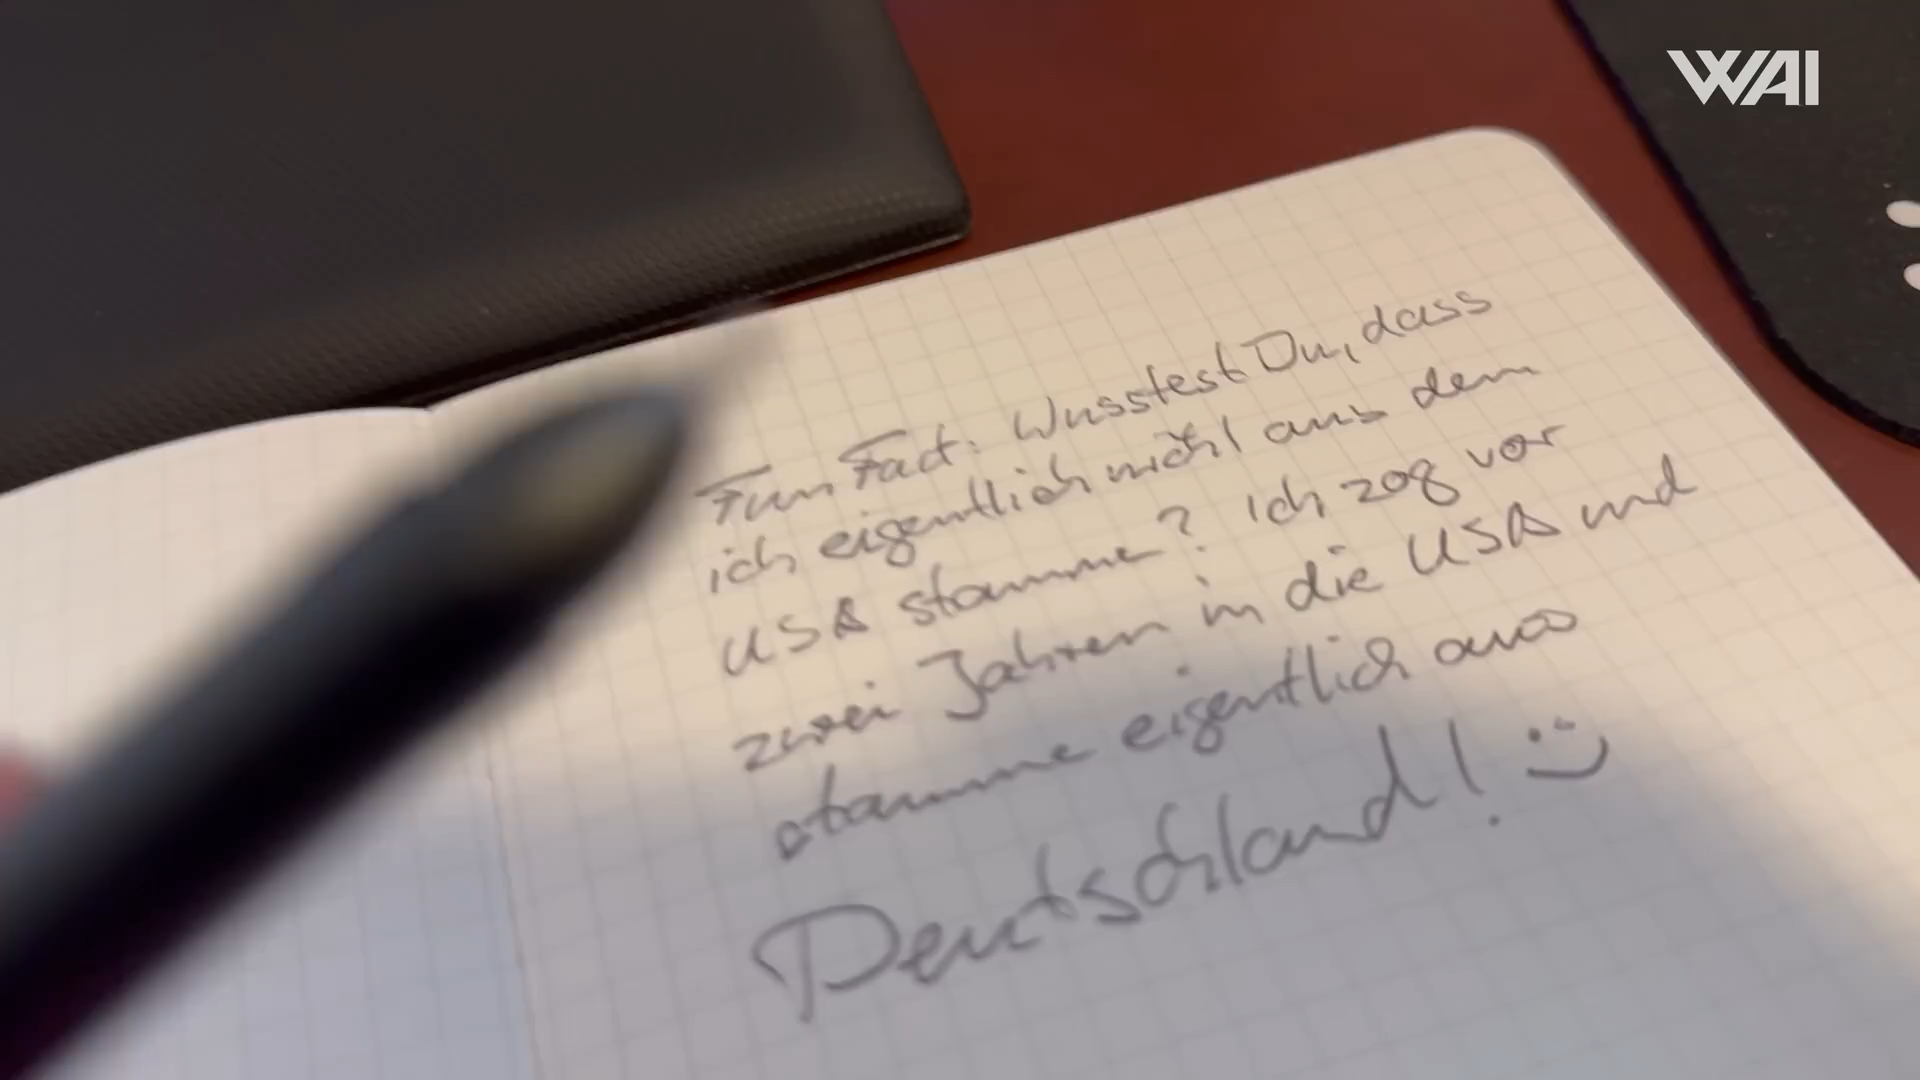 WAI
Fun Fact: Wusstest Du, dass
ich eigentlich nicht aus dem
USA stamme? Ich zog vor
zwei Jahren in die USA und
stamme eigentlich aus
Deutschland! :)